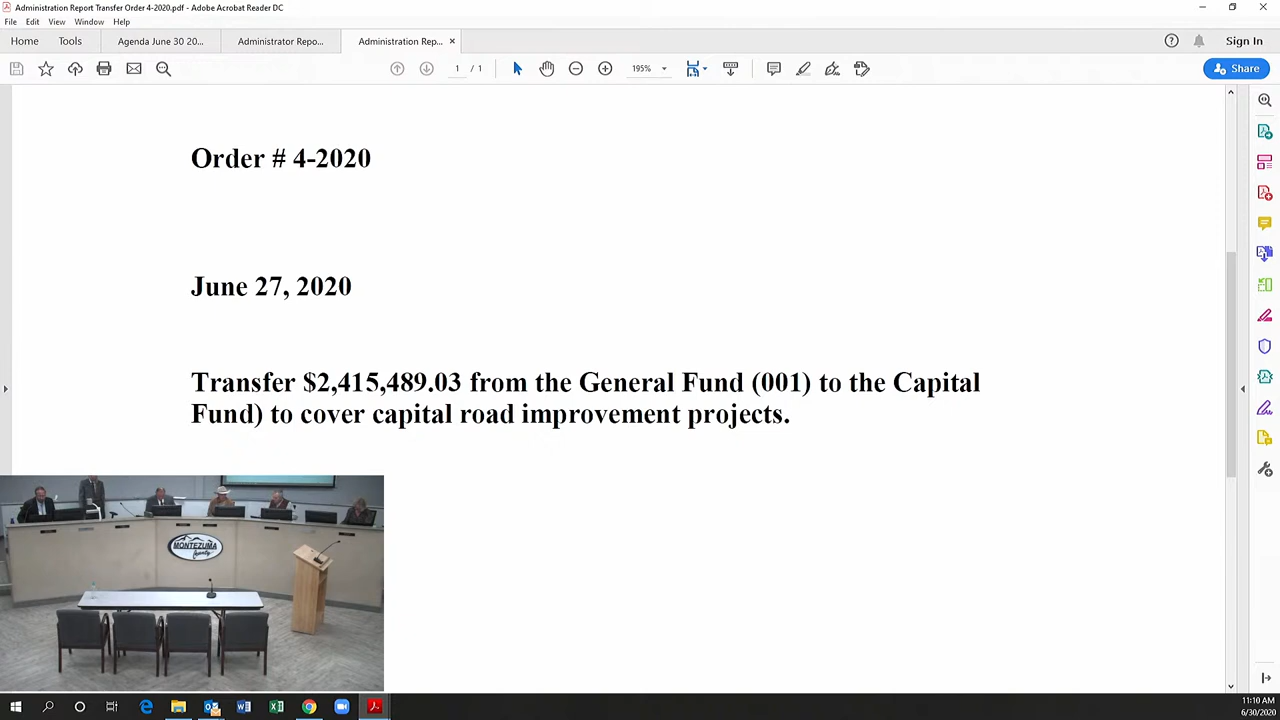 Administration Report Transfer Order 4-2020.pdf - Adobe Acrobat Reader DC
File Edit View Window Help
Home Tools Agenda June 30 20... Administrator Repo... Administration Rep... Sign In
1 / 1 195% Share
Order # 4-2020
June 27, 2020
Transfer $2,415,489.03 from the General Fund (001) to the Capital
Fund) to cover capital road improvement projects.
MONTEZUMA
County
11:10 AM
6/30/2020